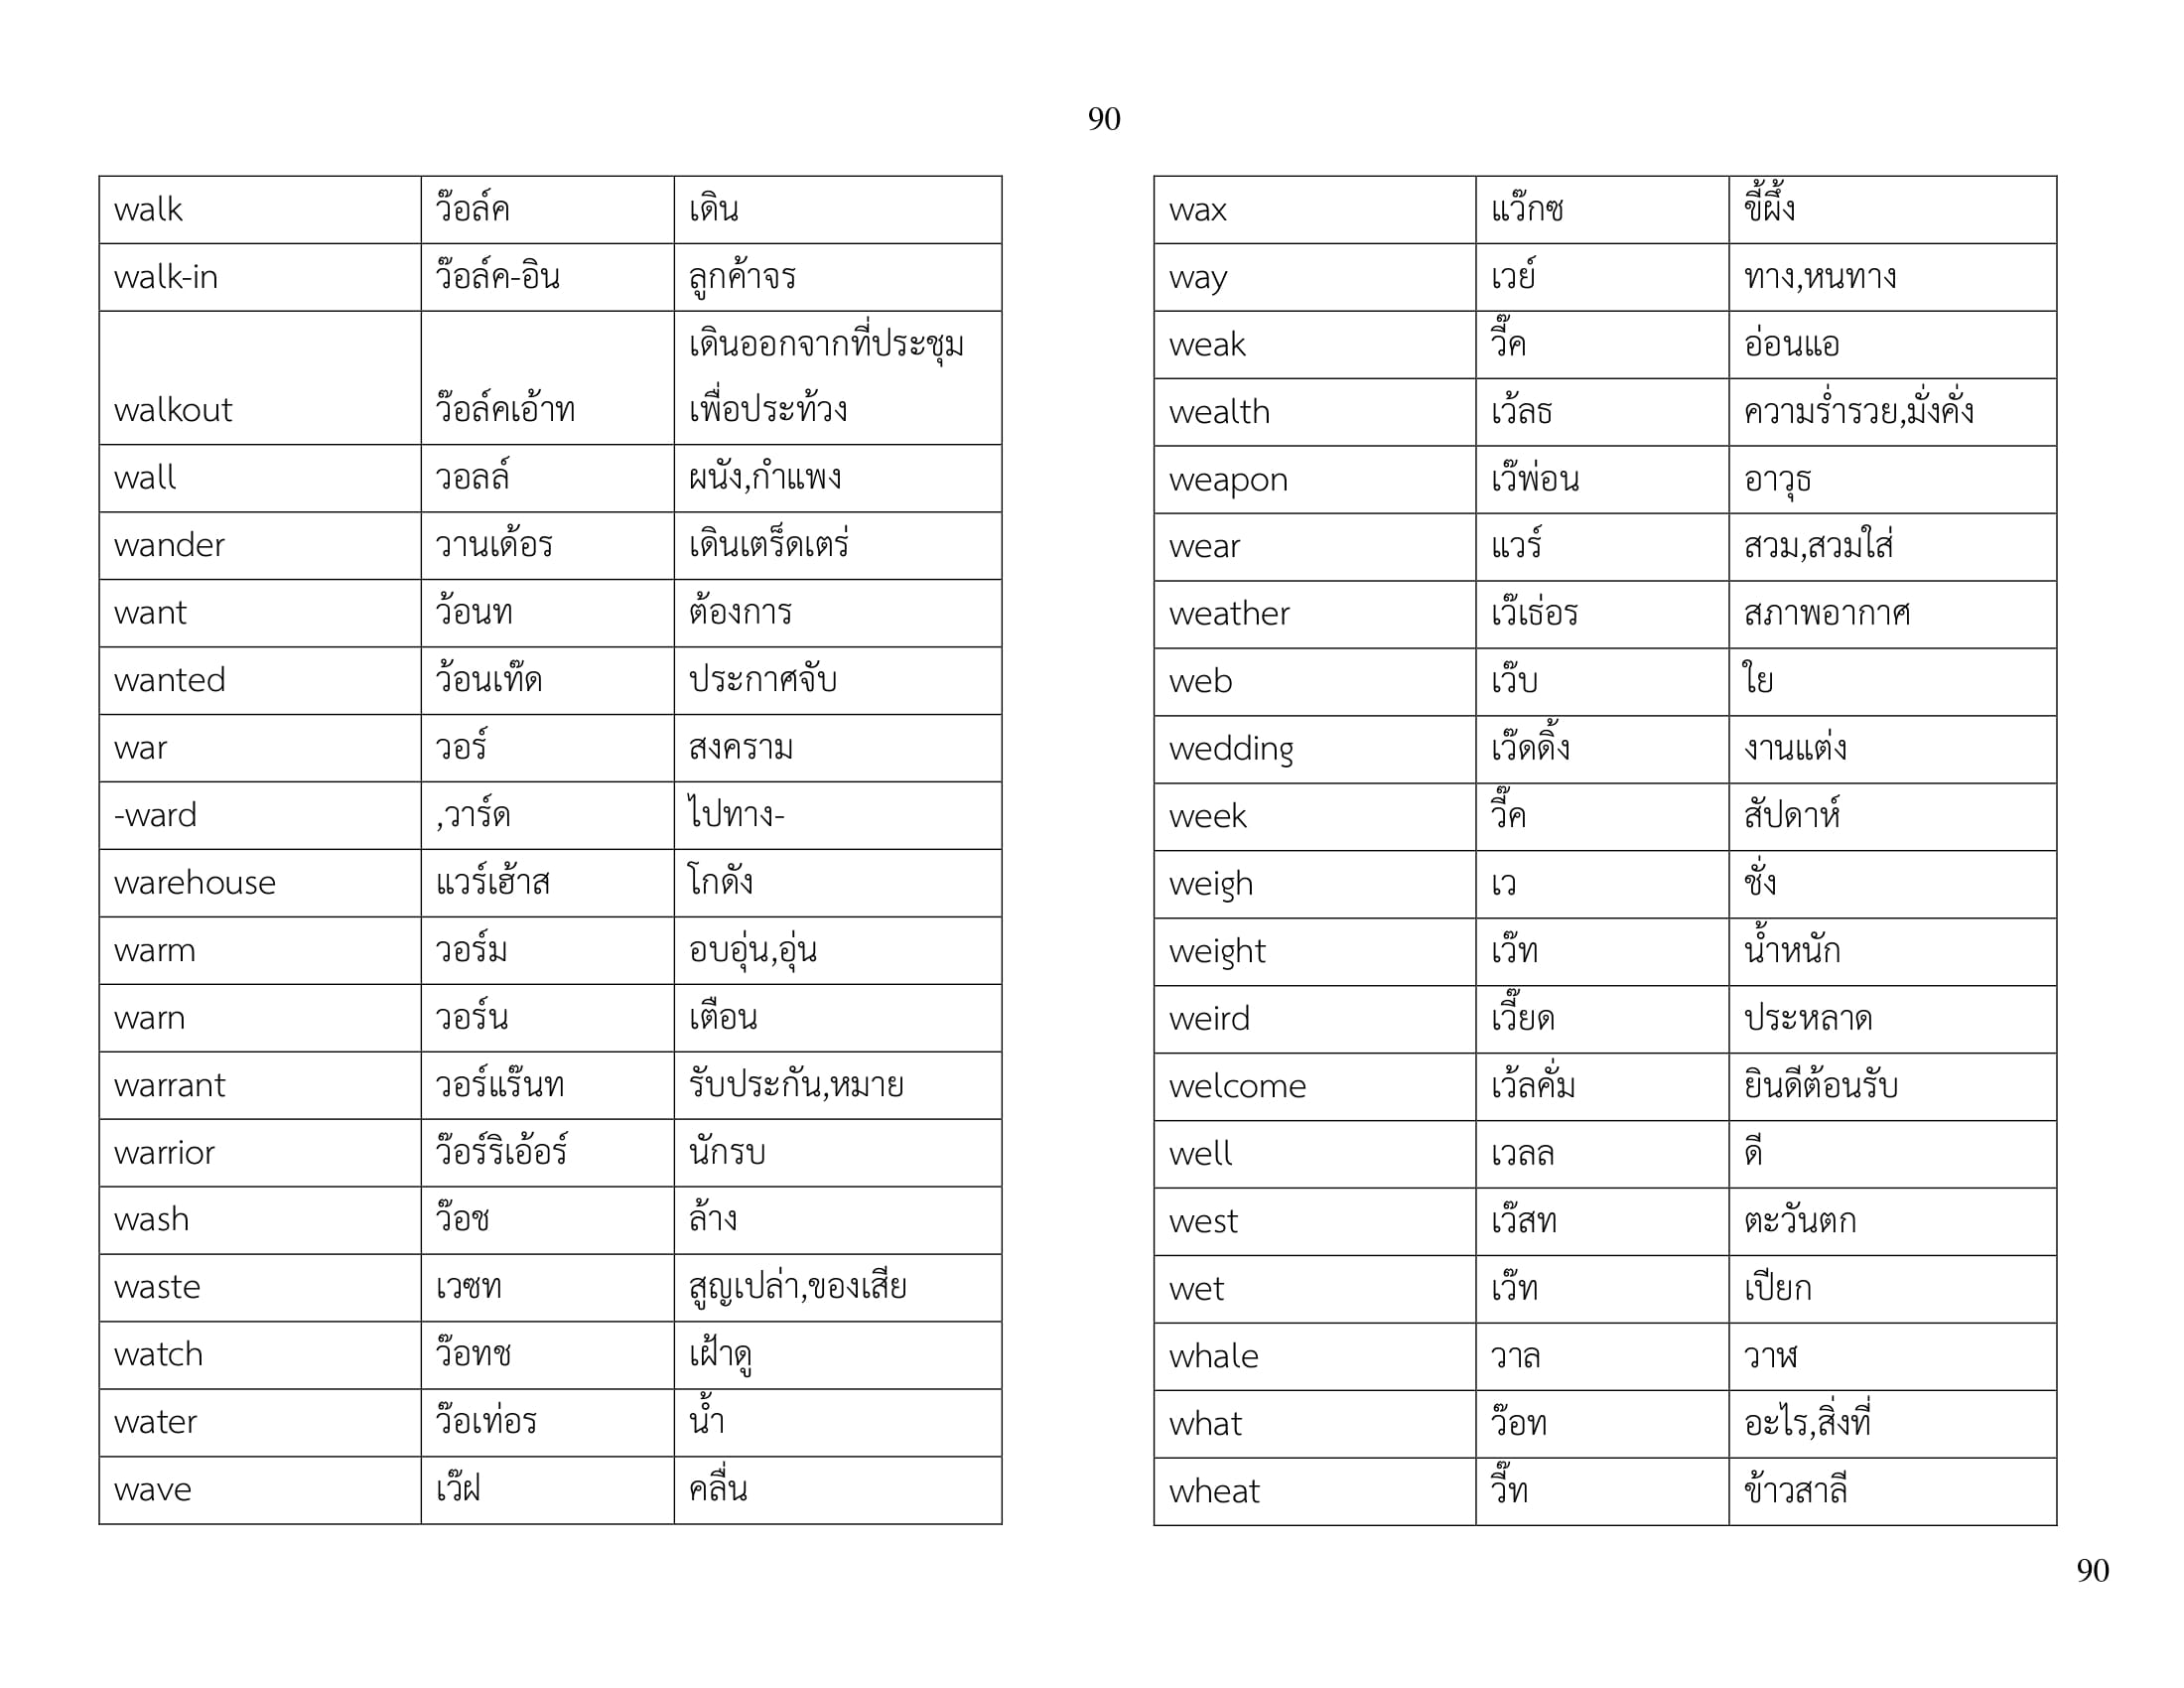 90
walk ว๊อล์ค เดิน
walk-in ว๊อล์ค-อิน ลูกค้าจร
เดินออกจากที่ประชุม
walkout ว๊อล์คเอ้าท เพื่อประท้วง
wall วอลล์ ผนัง,กำแพง
wander วานเด้อร เดินเตร็ดเตร่
want ว้อนท ต้องการ
wanted ว้อนเท๊ด ประกาศจับ
war วอร์ สงคราม
-ward ,วาร์ด ไปทาง-
warehouse แวร์เฮ้าส โกดัง
warm วอร์ม อบอุ่น,อุ่น
warn วอร์น เตือน
warrant วอร์แร๊นท รับประกัน,หมาย
warrior ว๊อร์ริเอ้อร์ นักรบ
wash ว๊อช ล้าง
waste เวซท สูญเปล่า,ของเสีย
watch ว๊อทช เฝ้าดู
water ว๊อเท่อร น้ำ
wave เว๊ฝ คลื่น
wax แว๊กซ ขี้ผึ้ง
way เวย์ ทาง,หนทาง
weak วี๊ค อ่อนแอ
wealth เว้ลธ ความร่ำรวย,มั่งคั่ง
weapon เว๊พ่อน อาวุธ
wear แวร์ สวม,สวมใส่
weather เว๊เธ่อร สภาพอากาศ
web เว๊บ ใย
wedding เว๊ดดิ้ง งานแต่ง
week วี๊ค สัปดาห์
weigh เว ชั่ง
weight เว๊ท น้ำหนัก
weird เวี๊ยด ประหลาด
welcome เว้ลคั่ม ยินดีต้อนรับ
well เวลล ดี
west เว๊สท ตะวันตก
wet เว๊ท เปียก
whale วาล วาฬ
what ว๊อท อะไร,สิ่งที่
wheat วี๊ท ข้าวสาลี
90